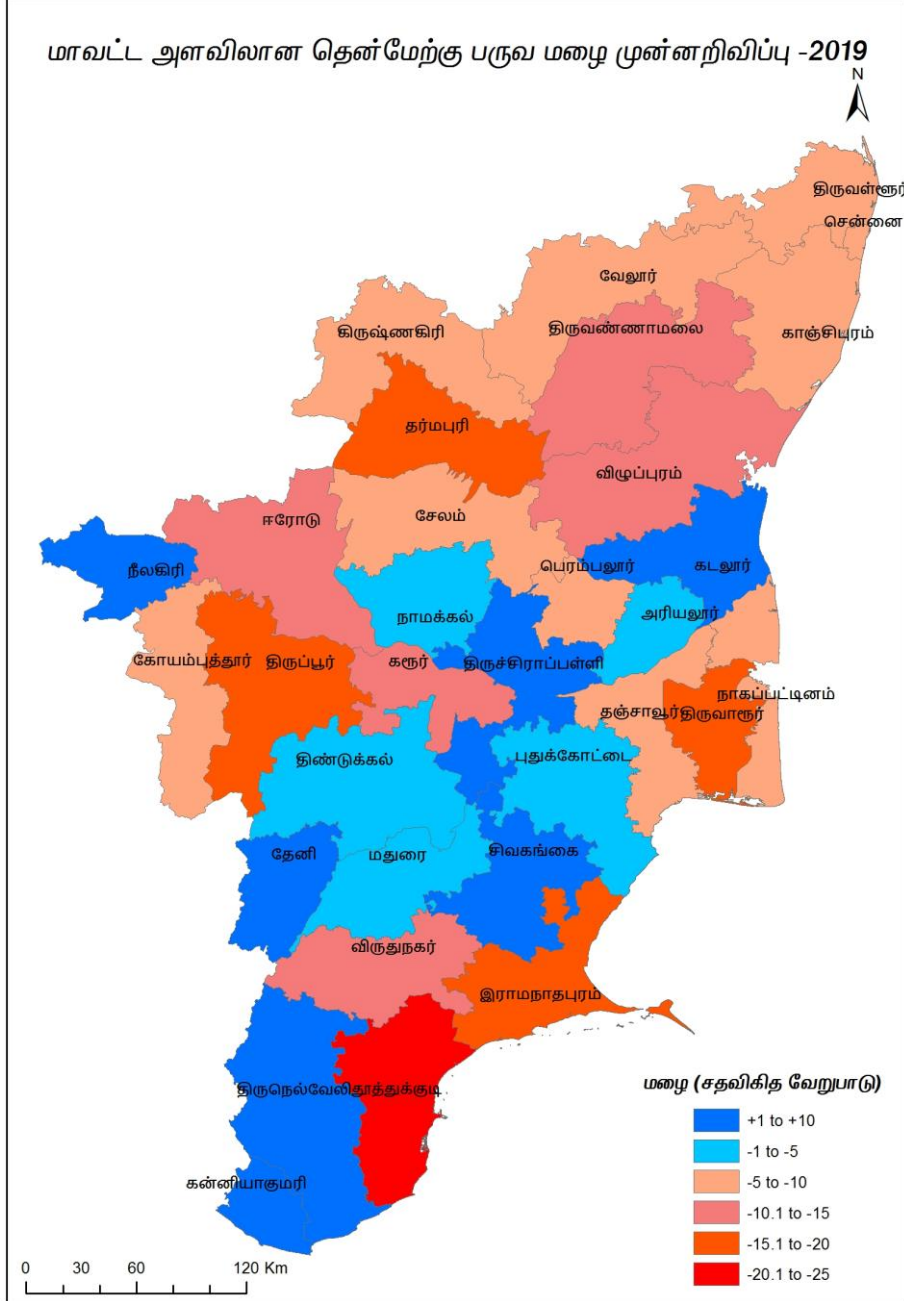 மாவட்ட அளவிலான தென்மேற்கு பருவ மழை முன்னறிவிப்பு -2019
N
திருவள்ளூர்
சென்னை
வேலூர்
திருவண்ணாமலை
காஞ்சிபுரம்
கிருஷ்ணகிரி
தர்மபுரி
விழுப்புரம்
ஈரோடு
சேலம்
நீலகிரி
பெரம்பலூர்
கடலூர்
நாமக்கல்
அரியலூர்
கோயம்புத்தூர்
திருப்பூர்
கரூர்
திருச்சிராப்பள்ளி
நாகப்பட்டினம்
தஞ்சாவூர்
திருவாரூர்
திண்டுக்கல்
புதுக்கோட்டை
தேனி
மதுரை
சிவகங்கை
விருதுநகர்
இராமநாதபுரம்
திருநெல்வேலி
தூத்துக்குடி
கன்னியாகுமரி
மழை (சதவிகித வேறுபாடு)
+1 to +10
-1 to -5
-5 to -10
-10.1 to -15
-15.1 to -20
-20.1 to -25
0 30 60 120 Km